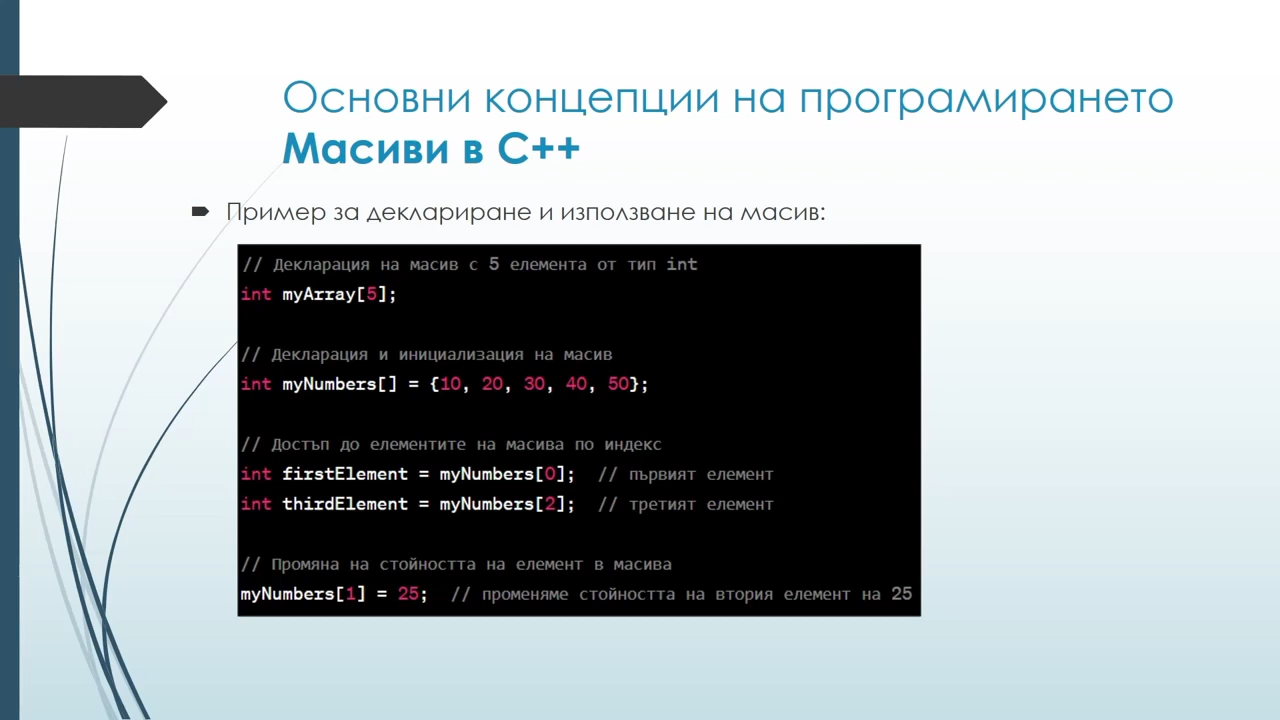 Основни концепции на програмирането
Масиви в C++
Пример за деклариране и използване на масив:
// Декларация на масив с 5 елемента от тип int
int myArray[5];
// Декларация и инициализация на масив
int myNumbers[] = {10, 20, 30, 40, 50};
// Достъп до елементите на масива по индекс
int firstElement = myNumbers[0];  // първият елемент
int thirdElement = myNumbers[2];  // третият елемент
// Промяна на стойността на елемент в масива
myNumbers[1] = 25;  // променяме стойността на втория елемент на 25